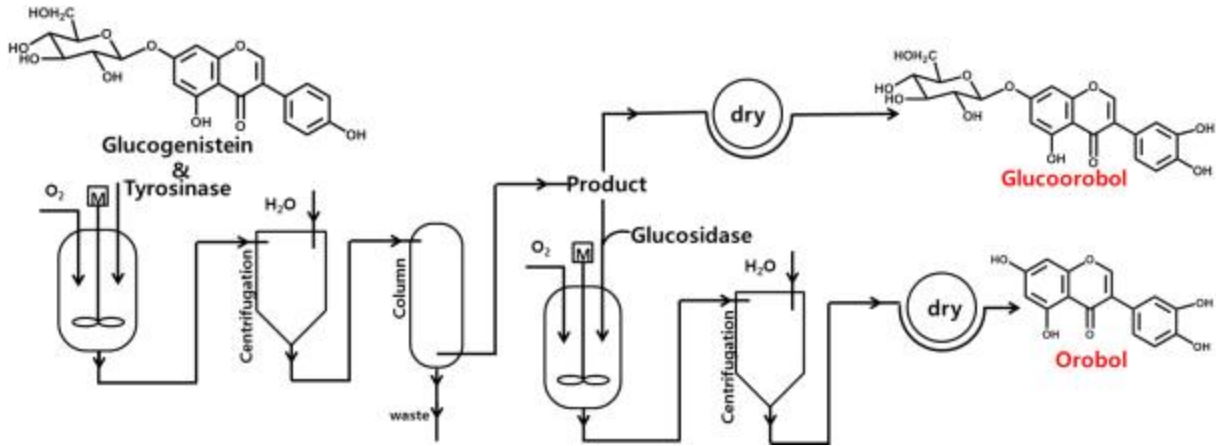 HOH₂C
HO
HO
OH
O
O
O
OH
O
OH
Glucogenistein
&
Tyrosinase
O₂
M
H₂O
Centrifugation
Column
waste
Product
dry
HOH₂C
HO
HO
OH
O
O
O
OH
O
OH
OH
Glucoorobol
Glucosidase
O₂
M
H₂O
Centrifugation
dry
HO
O
OH
O
OH
OH
Orobol